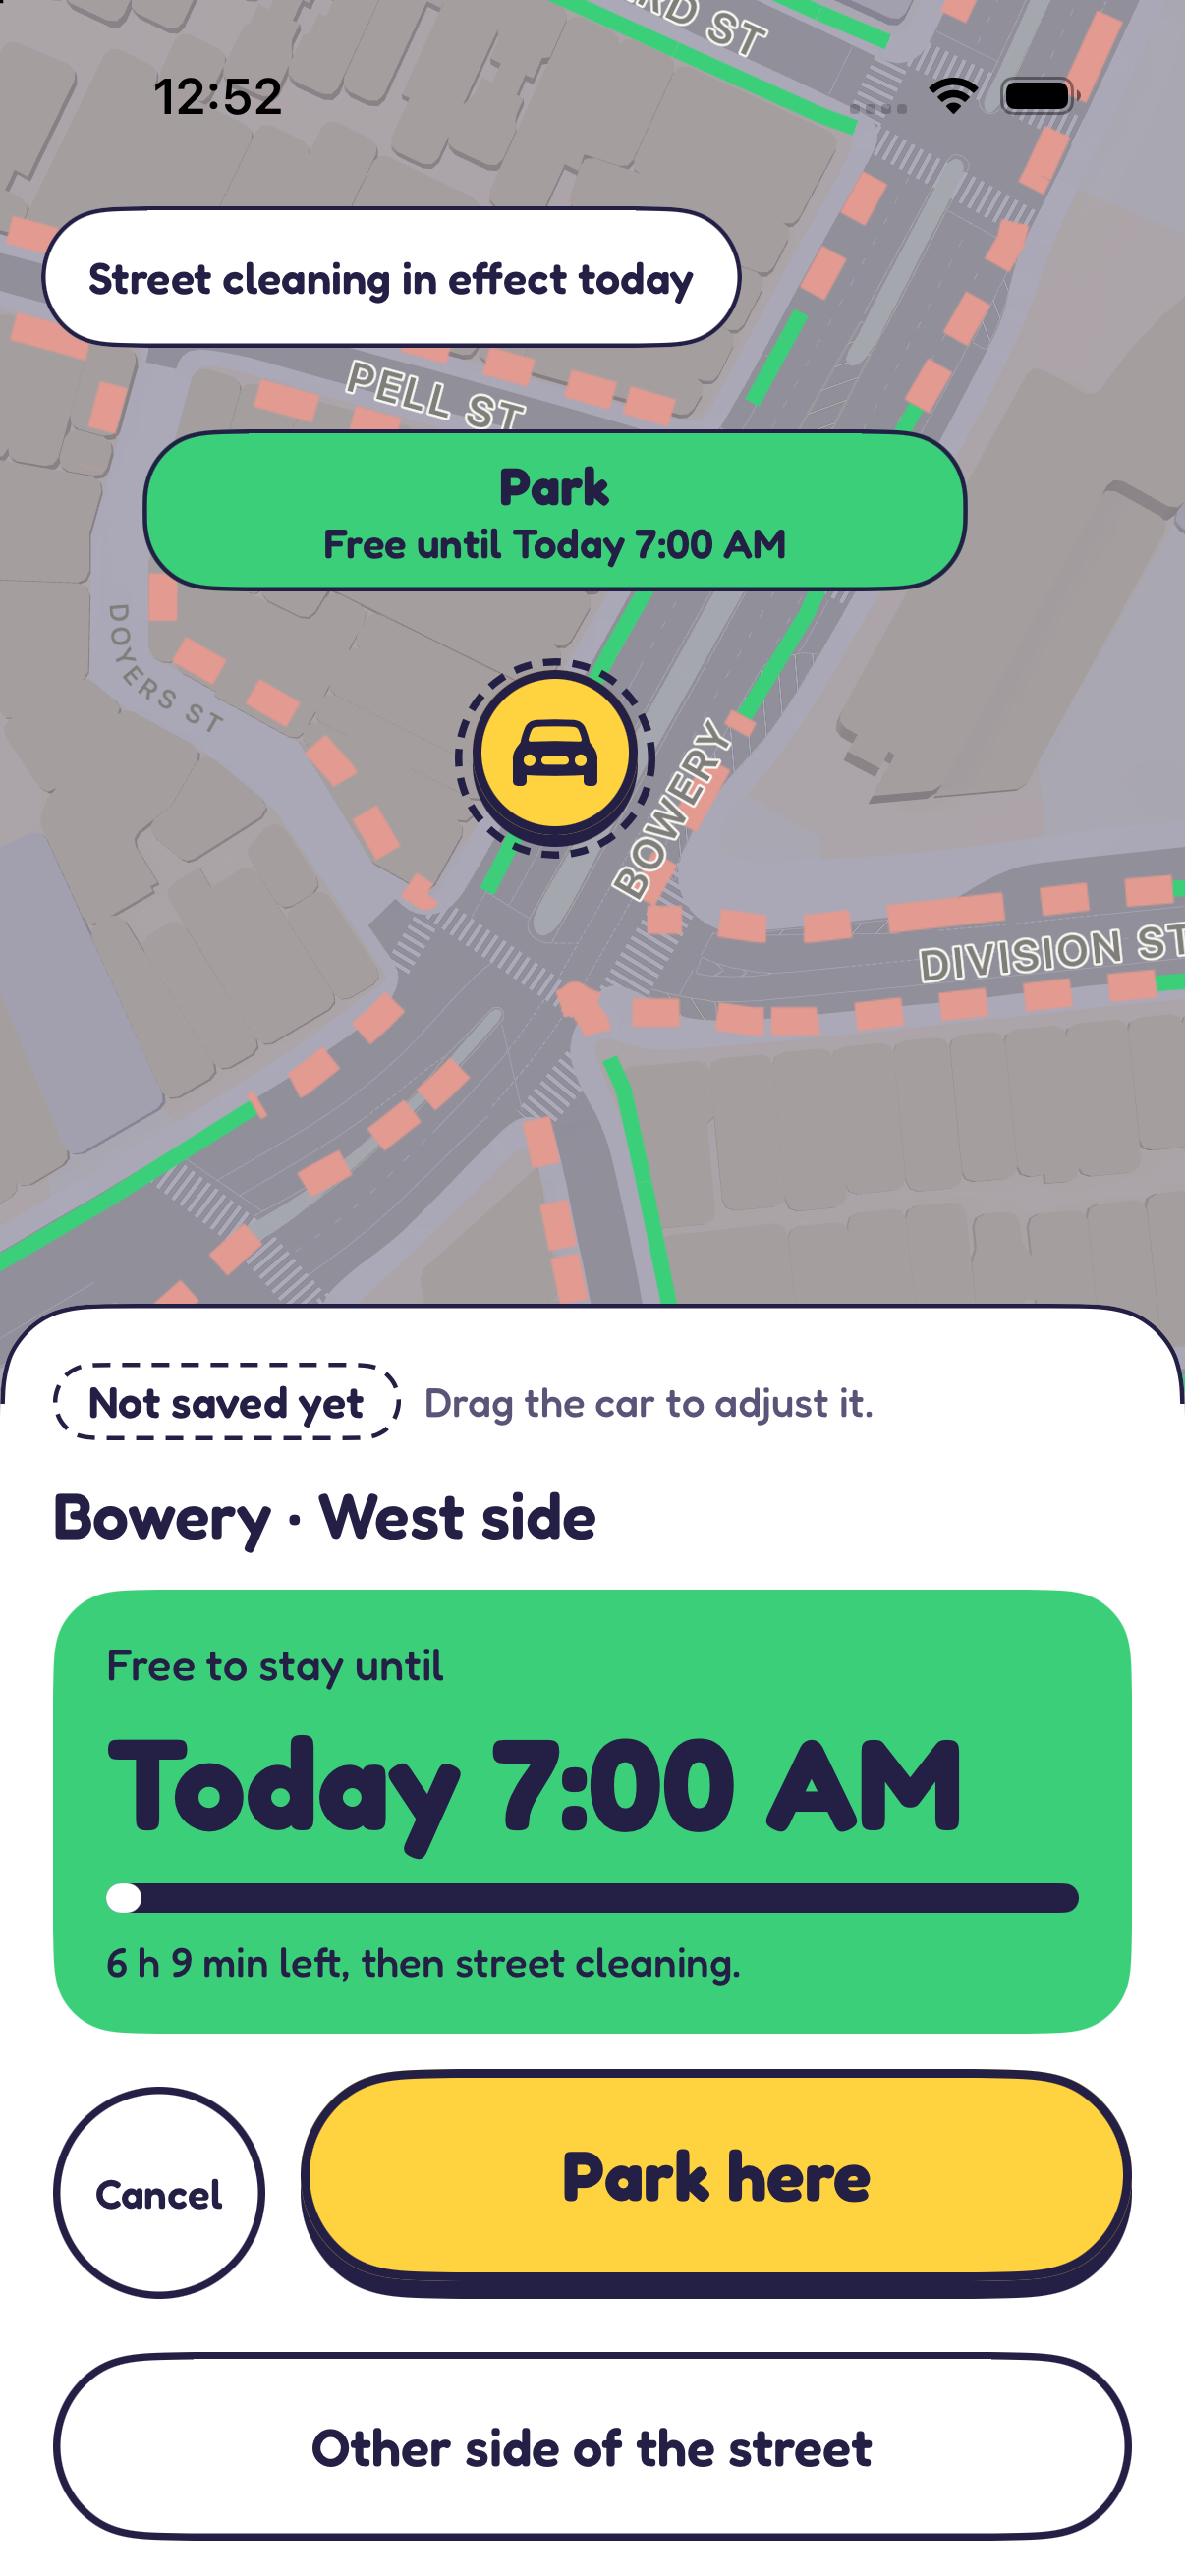 RD ST
12:52
Street cleaning in effect today
PELL ST
Park
Free until Today 7:00 AM
DOYERS ST
BOWERY
DIVISION ST
Not saved yet
Drag the car to adjust it.
Bowery · West side
Free to stay until
Today 7:00 AM
6 h 9 min left, then street cleaning.
Cancel
Park here
Other side of the street